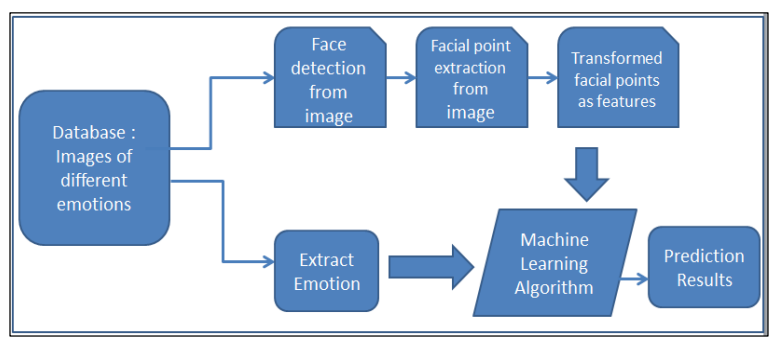 Database :
Images of
different
emotions
Face
detection
from
image
Facial point
extraction
from
image
Transformed
facial points
as features
Extract
Emotion
Machine
Learning
Algorithm
Prediction
Results